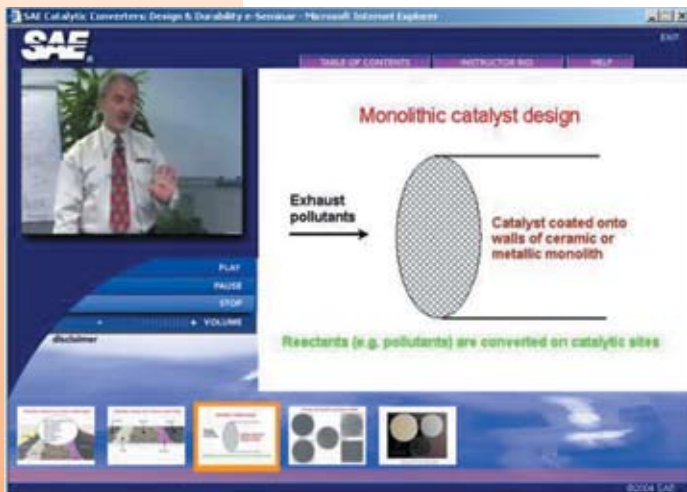 SAE Catalytic Converters: Design & Durability e-Seminar - Microsoft Internet Explorer
SAE
EXIT
TABLE OF CONTENTS
INSTRUCTOR BIO
HELP
Monolithic catalyst design
Exhaust
pollutants
Catalyst coated onto
walls of ceramic or
metallic monolith
Reactants (e.g. pollutants) are converted on catalytic sites
PLAY
PAUSE
STOP
- + VOLUME
disclaimer
©2004 SAE